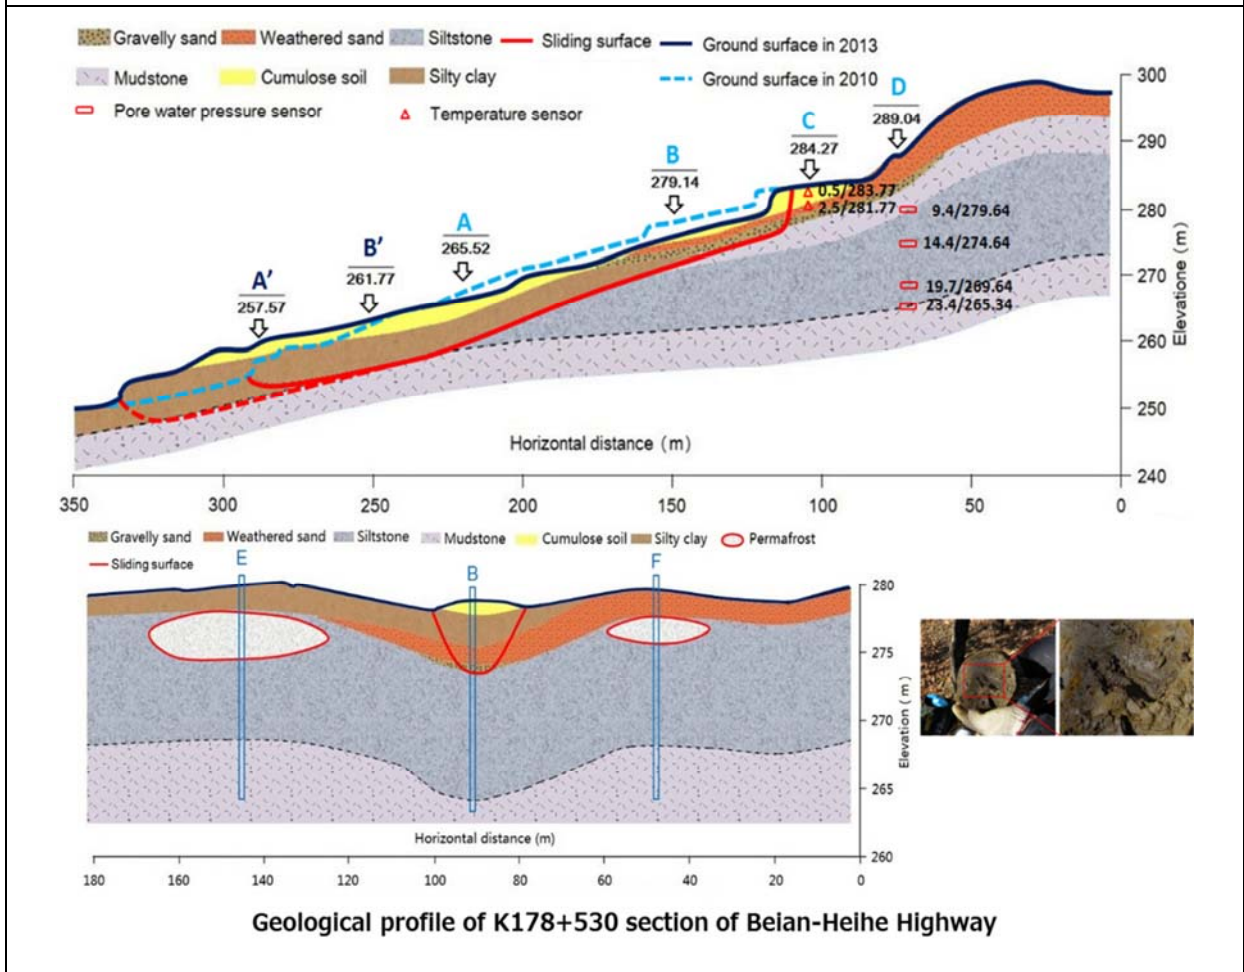 Gravelly sand Weathered sand Siltstone Sliding surface Ground surface in 2013
Mudstone Cumulose soil Silty clay Ground surface in 2010
Pore water pressure sensor Temperature sensor
D
289.04
C
284.27
B
279.14
A
265.52
B'
261.77
A'
257.57
0.5/283.77
2.5/281.77
9.4/279.64
14.4/274.64
19.7/269.64
23.4/265.34
300
290
280
270
260
250
240
Elevatione (m)
Horizontal distance (m)
350 300 250 200 150 100 50 0
Gravelly sand Weathered sand Siltstone Mudstone Cumulose soil Silty clay Permafrost
Sliding surface
E B F
280
275
270
265
260
Elevation (m)
Horizontal distance (m)
180 160 140 120 100 80 60 40 20 0
Geological profile of K178+530 section of Beian-Heihe Highway